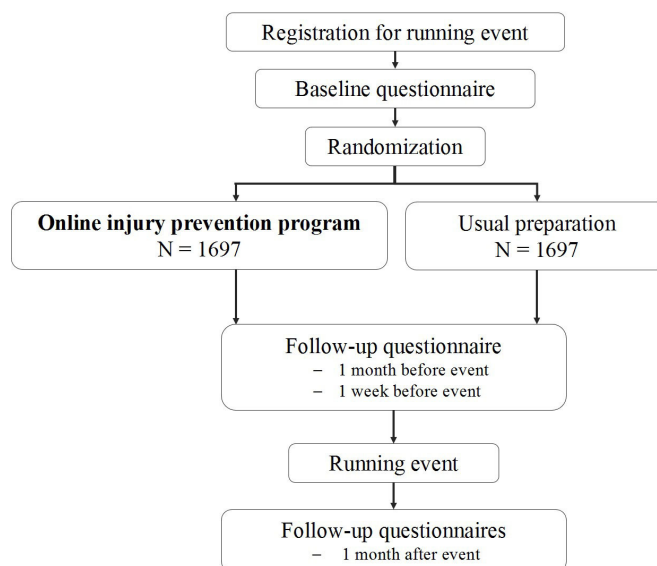 Registration for running event
Baseline questionnaire
Randomization
Online injury prevention program
N = 1697
Usual preparation
N = 1697
Follow-up questionnaire
– 1 month before event
– 1 week before event
Running event
Follow-up questionnaires
– 1 month after event